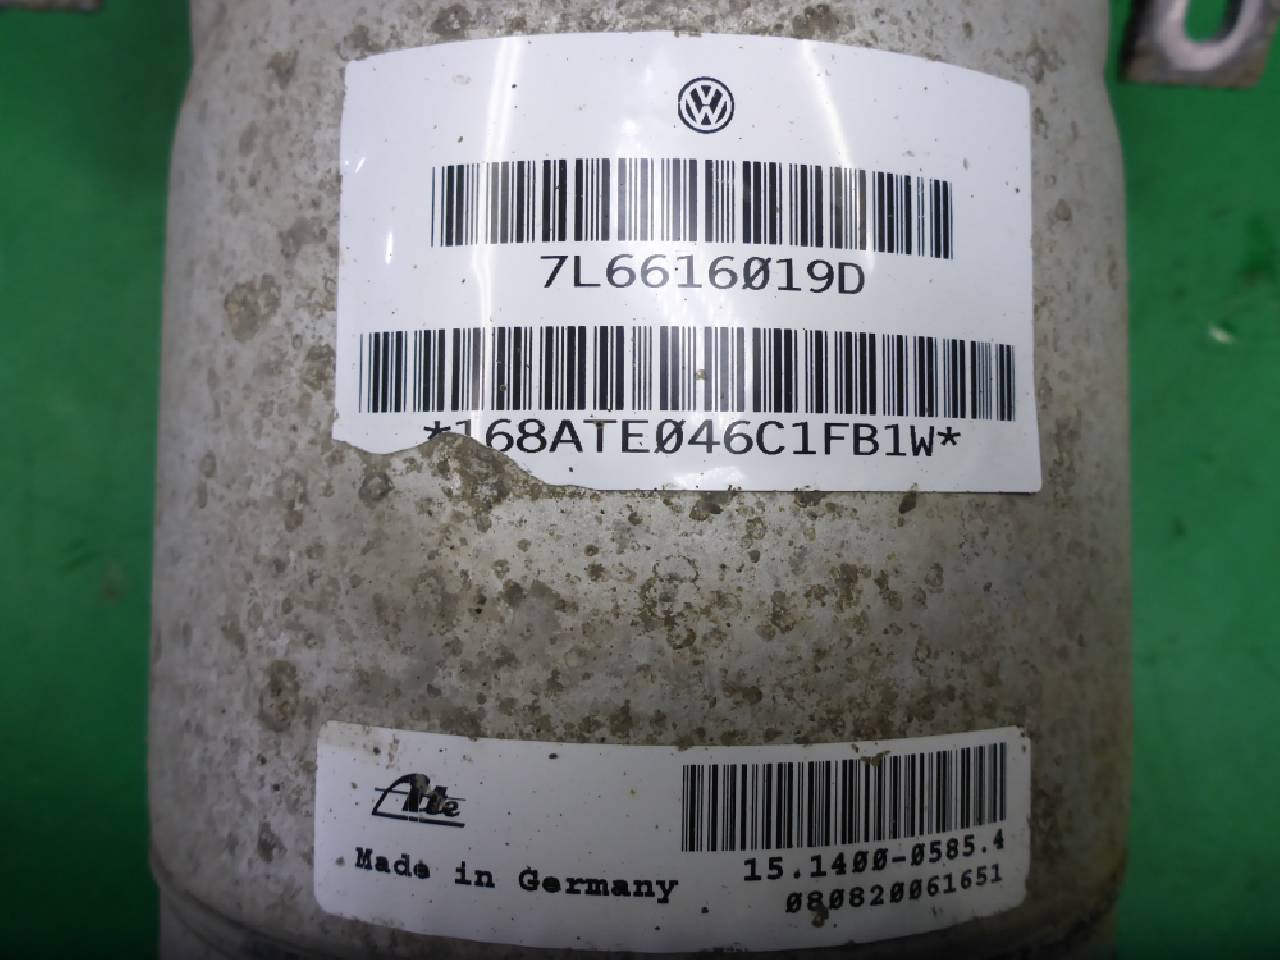 7L6616019D
*168ATE046C1FB1W*
Ate
Made in Germany
15.1400-0585.4
080820061651